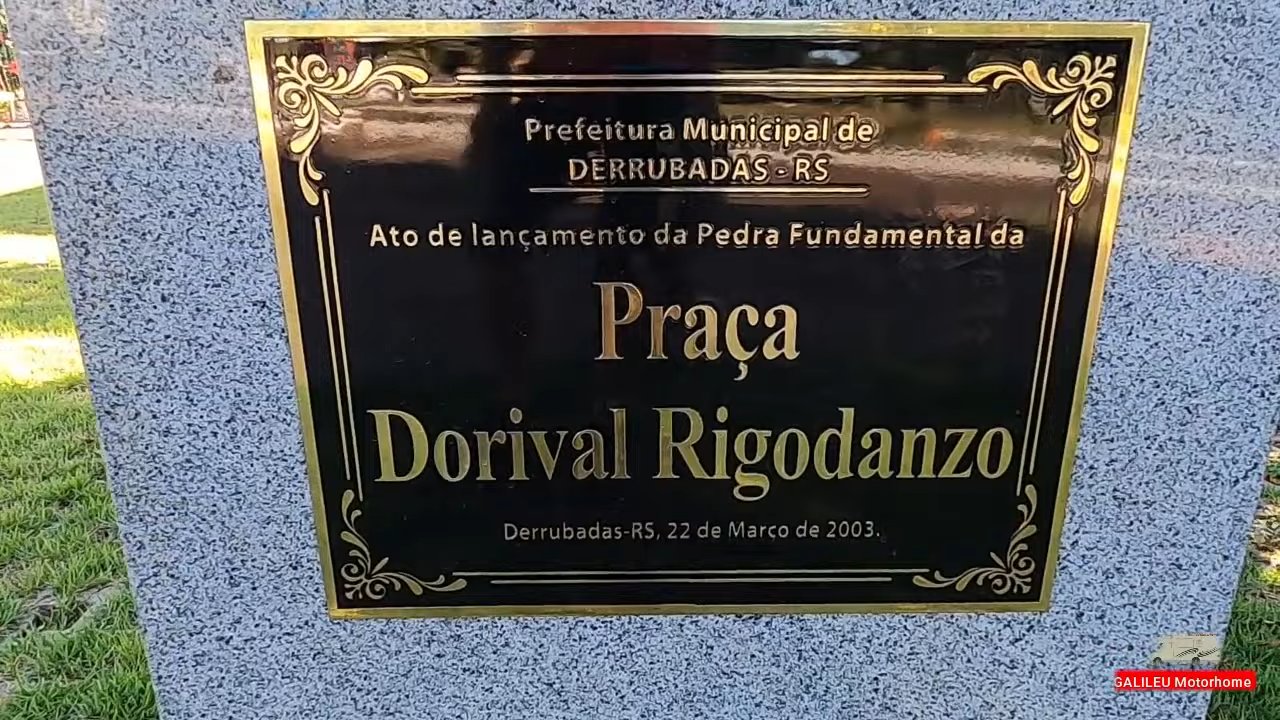 Prefeitura Municipal de
DERRUBADAS - RS
Ato de lançamento da Pedra Fundamental da
Praça
Dorival Rigodanzo
Derrubadas-RS, 22 de Março de 2003.
GALILEU Motorhome